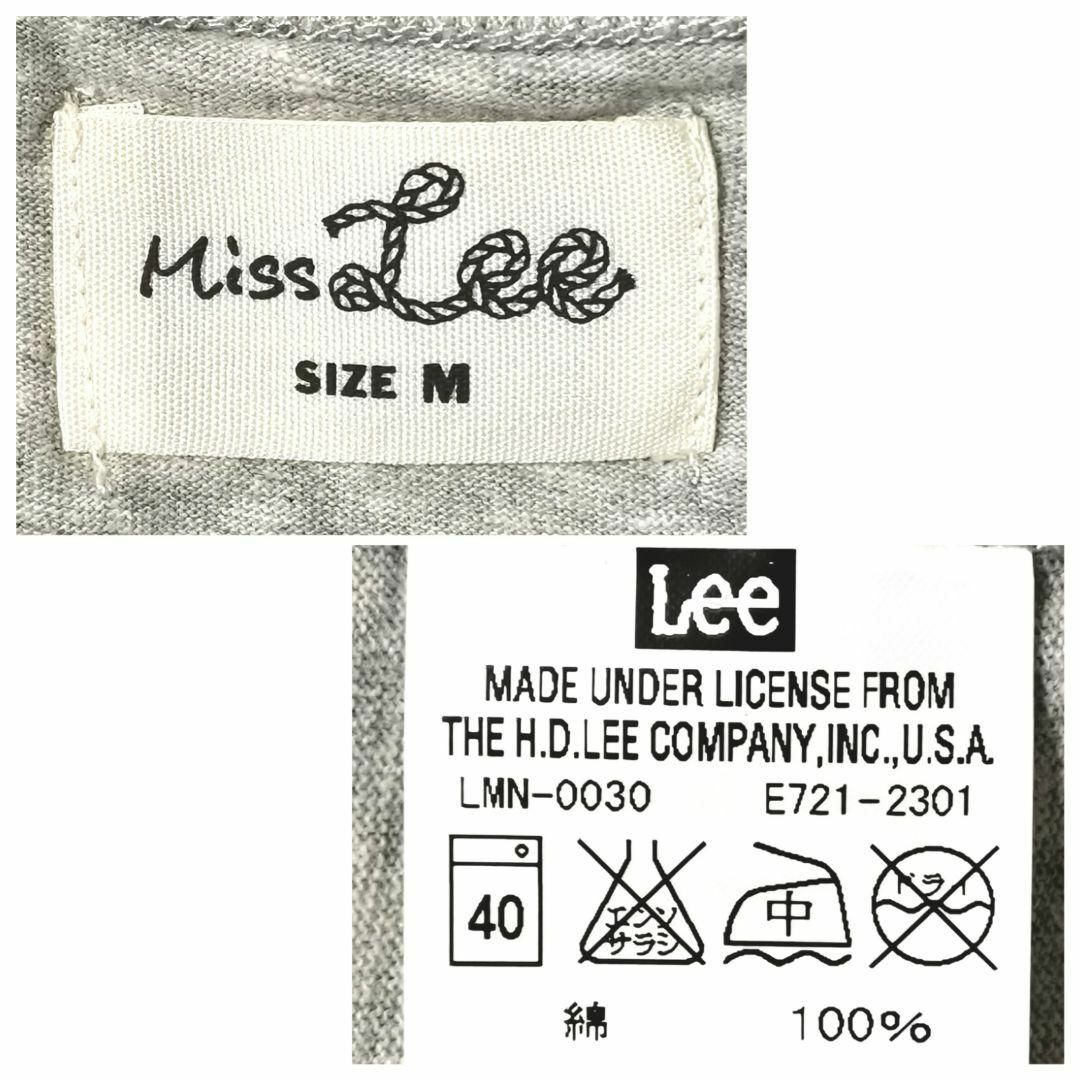 Miss Lee
SIZE M
Lee
MADE UNDER LICENSE FROM
THE H.D.LEE COMPANY,INC.,U.S.A.
LMN-0030 E721-2301
40 エンソ サラシ 中 ドライ
綿 100%